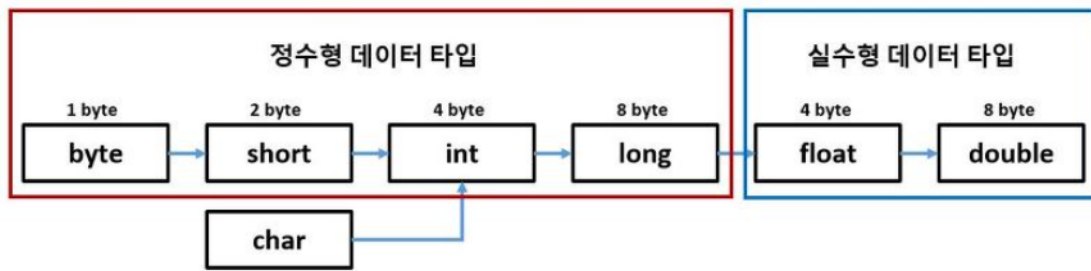 정수형 데이터 타입
실수형 데이터 타입
1 byte
2 byte
4 byte
8 byte
4 byte
8 byte
byte
short
int
long
float
double
char